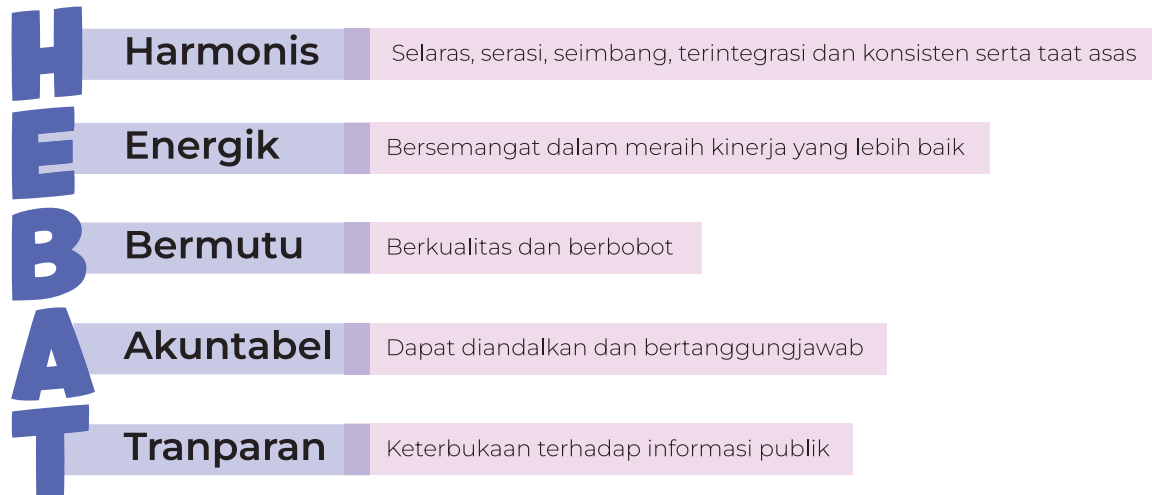 HEBAT
Harmonis
Selaras, serasi, seimbang, terintegrasi dan konsisten serta taat asas
Energik
Bersemangat dalam meraih kinerja yang lebih baik
Bermutu
Berkualitas dan berbobot
Akuntabel
Dapat diandalkan dan bertanggungjawab
Tranparan
Keterbukaan terhadap informasi publik